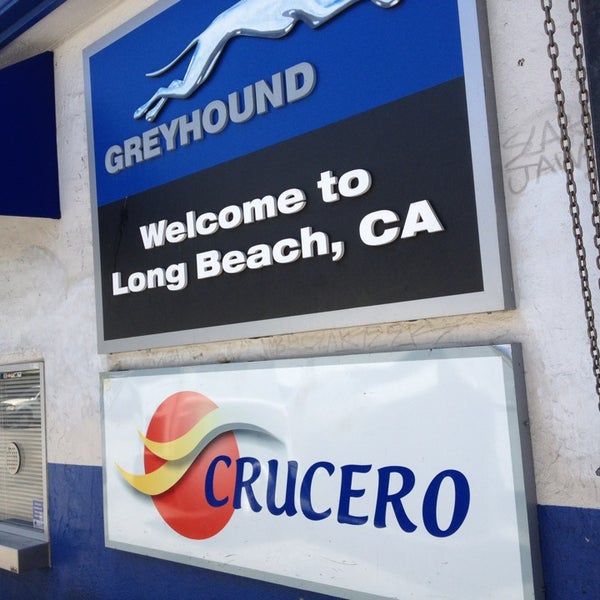 GREYHOUND
Welcome to
Long Beach, CA
CRUCERO